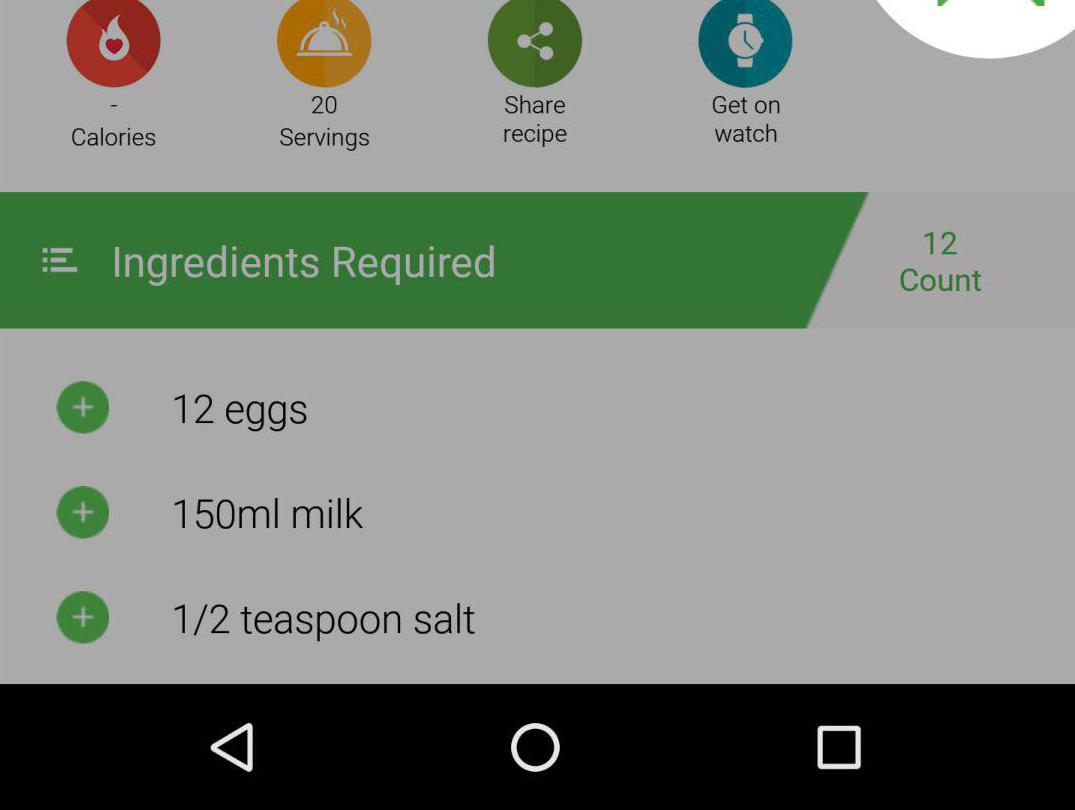 -
Calories
20
Servings
Share
recipe
Get on
watch
Ingredients Required
12
Count
12 eggs
150ml milk
1/2 teaspoon salt